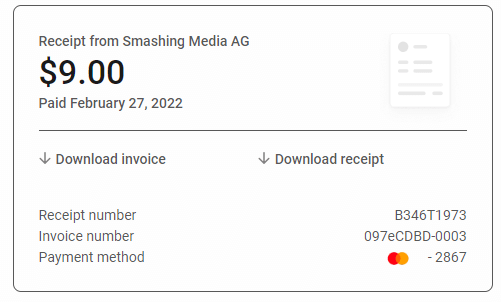 Receipt from Smashing Media AG
$9.00
Paid February 27, 2022
Download invoice Download receipt
Receipt number B346T1973
Invoice number 097eCDBD-0003
Payment method - 2867